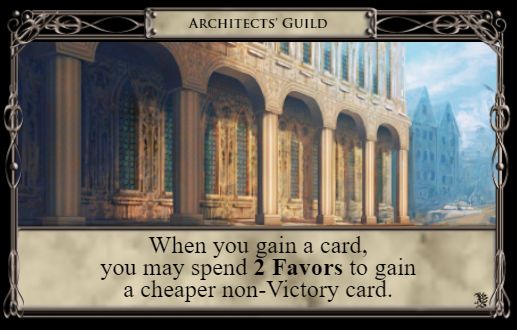 Architects' Guild
When you gain a card,
you may spend 2 Favors to gain
a cheaper non-Victory card.